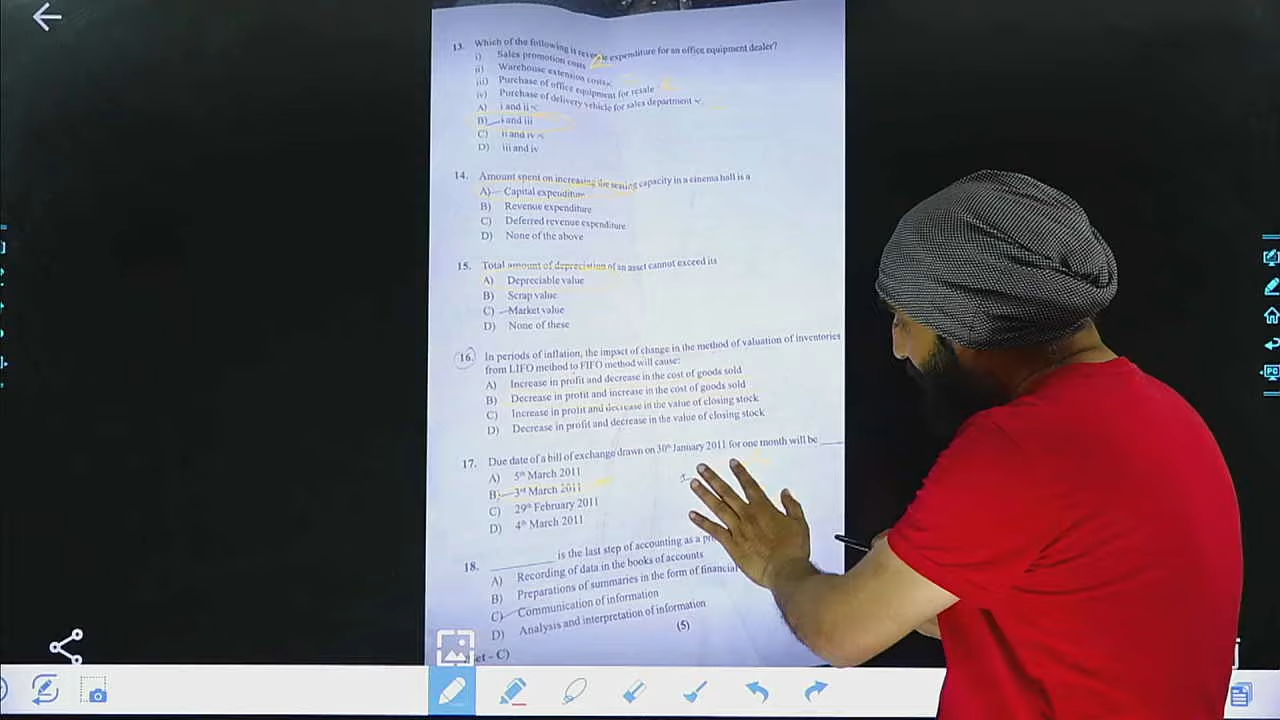 13. Which of the following is revenue expenditure for an office equipment dealer?
i) Sales promotion costs
ii) Warehouse extension costs
iii) Purchase of office equipment for resale
iv) Purchase of delivery vehicle for sales department
A) i and ii
B) i and iii
C) ii and iv
D) iii and iv
14. Amount spent on increasing the seating capacity in a cinema hall is a
A) Capital expenditure
B) Revenue expenditure
C) Deferred revenue expenditure
D) None of the above
15. Total amount of depreciation of an asset cannot exceed its
A) Depreciable value
B) Scrap value
C) Market value
D) None of these
16. In periods of inflation, the impact of change in the method of valuation of inventories
from LIFO method to FIFO method will cause:
A) Increase in profit and decrease in the cost of goods sold
B) Decrease in profit and increase in the cost of goods sold
C) Increase in profit and decrease in the value of closing stock
D) Decrease in profit and decrease in the value of closing stock
17. Due date of a bill of exchange drawn on 30th January 2011 for one month will be ____
A) 5th March 2011
B) 3rd March 2011
C) 29th February 2011
D) 4th March 2011
18. ________ is the last step of accounting as a
A) Recording of data in the books of accounts
B) Preparations of summaries in the form of financial
C) Communication of information
D) Analysis and interpretation of information
(5)
et - C)
PC